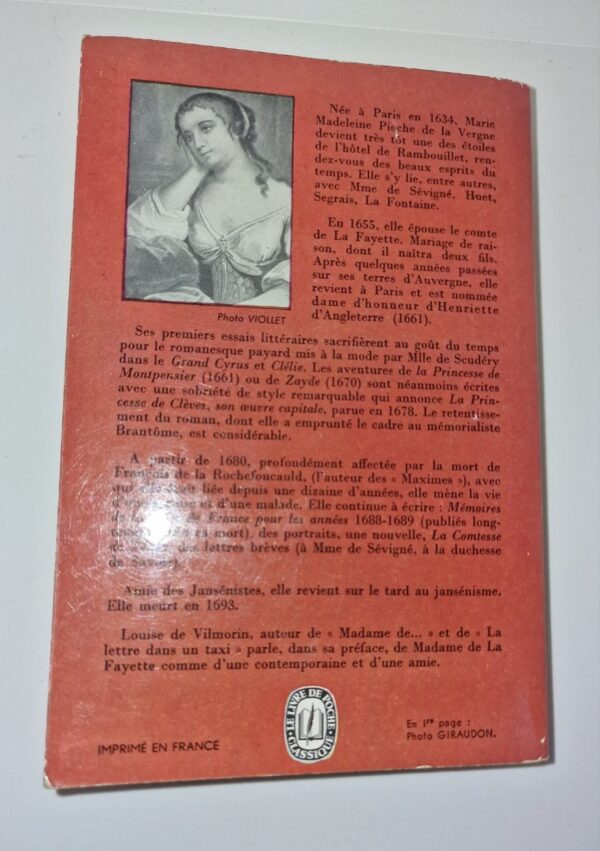 Née à Paris en 1634, Marie
Madeleine Pioche de la Vergne
devient très tôt une des étoiles
de l'hôtel de Rambouillet, ren-
dez-vous des beaux esprits du
temps. Elle s'y lie, entre autres,
avec Mme de Sévigné, Huet,
Segrais, La Fontaine.
En 1655, elle épouse le comte
de La Fayette. Mariage de rai-
son, dont il naîtra deux fils.
Après quelques années passées
sur ses terres d'Auvergne, elle
revient à Paris et est nommée
dame d'honneur d'Henriette
d'Angleterre (1661).
Photo VIOLLET
Ses premiers essais littéraires sacrifièrent au goût du temps
pour le romanesque payard mis à la mode par Mlle de Scudéry
dans le Grand Cyrus et Clélie. Les aventures de la Princesse de
Montpensier (1661) ou de Zayde (1670) sont néanmoins écrites
avec une sobriété de style remarquable qui annonce La Prin-
cesse de Clèves, son œuvre capitale, parue en 1678. Le retentisse-
ment du roman, dont elle a emprunté le cadre au mémorialiste
Brantôme, est considérable.
A partir de 1680, profondément affectée par la mort de
François de la Rochefoucauld, (l'auteur des « Maximes »), avec
qui elle était liée depuis une dizaine d'années, elle mène la vie
et d'une malade. Elle continue à écrire : Mémoires
de la de France pour les années 1688-1689 (publiés long-
sa mort), des portraits, une nouvelle, La Comtesse
de des lettres brèves (à Mme de Sévigné, à la duchesse
de Savoie).
Amie des Jansénistes, elle revient sur le tard au jansénisme.
Elle meurt en 1693.
Louise de Vilmorin, auteur de « Madame de... » et de « La
lettre dans un taxi » parle, dans sa préface, de Madame de La
Fayette comme d'une contemporaine et d'une amie.
IMPRIMÉ EN FRANCE
LE LIVRE DE POCHE
CLASSIQUE
En 1re page :
Photo GIRAUDON.